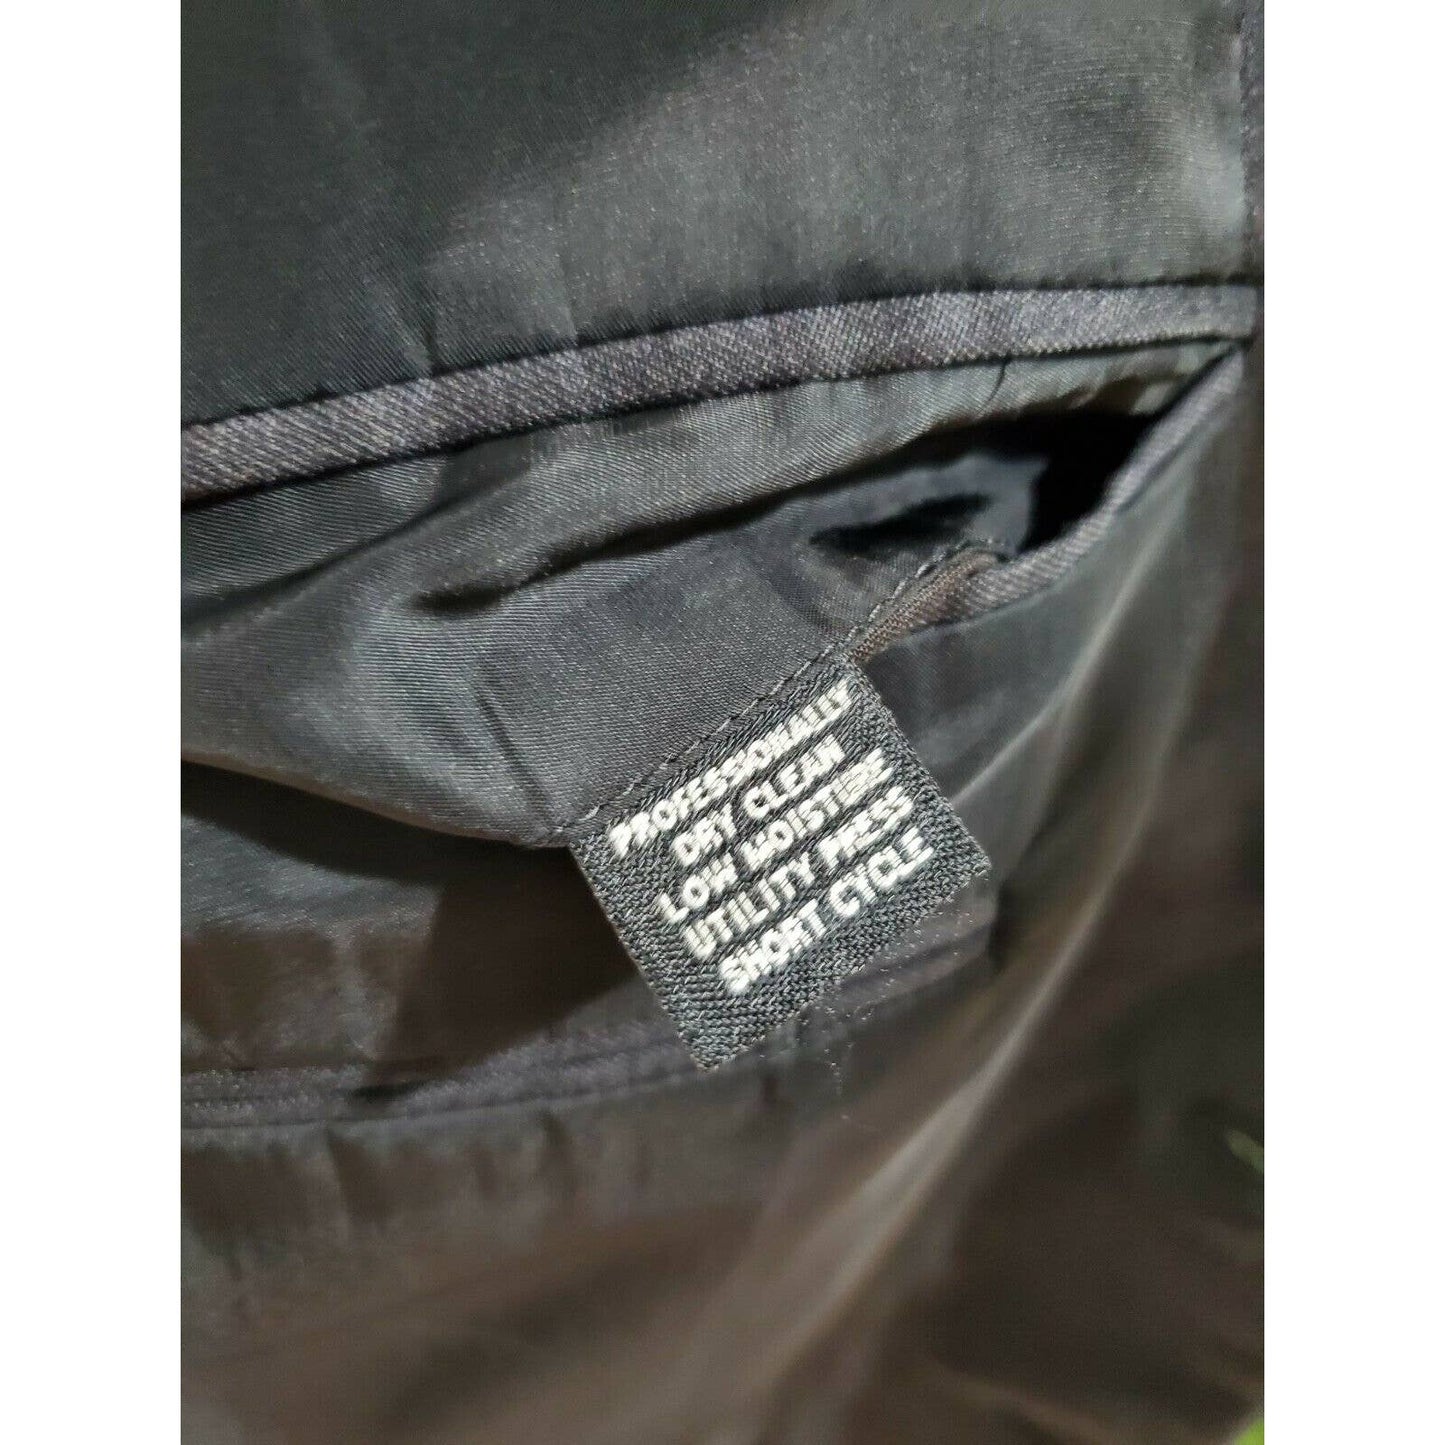 PROFESSIONALLY
DRY CLEAN
LOW MOISTURE
UTILITY PRESS
SHORT CYCLE